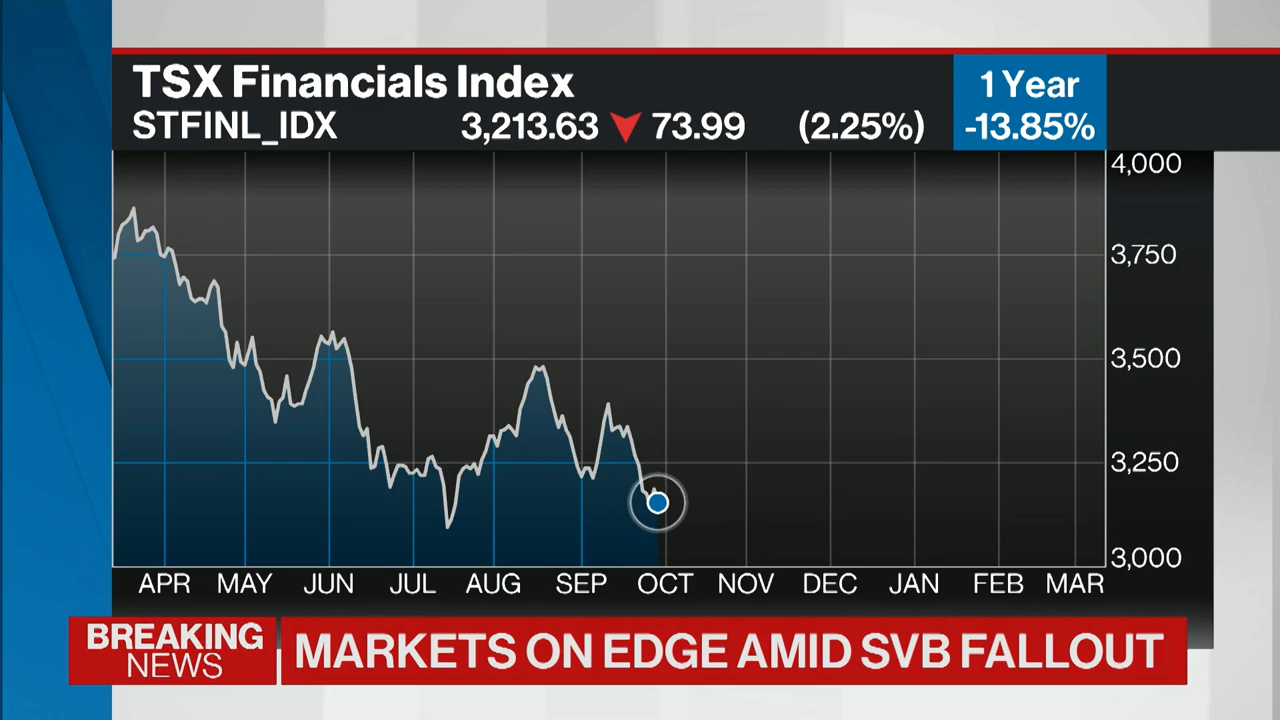 TSX Financials Index
STFINL_IDX 3,213.63 73.99 (2.25%)
1 Year
-13.85%
4,000
3,750
3,500
3,250
3,000
APR MAY JUN JUL AUG SEP OCT NOV DEC JAN FEB MAR
BREAKING
NEWS
MARKETS ON EDGE AMID SVB FALLOUT